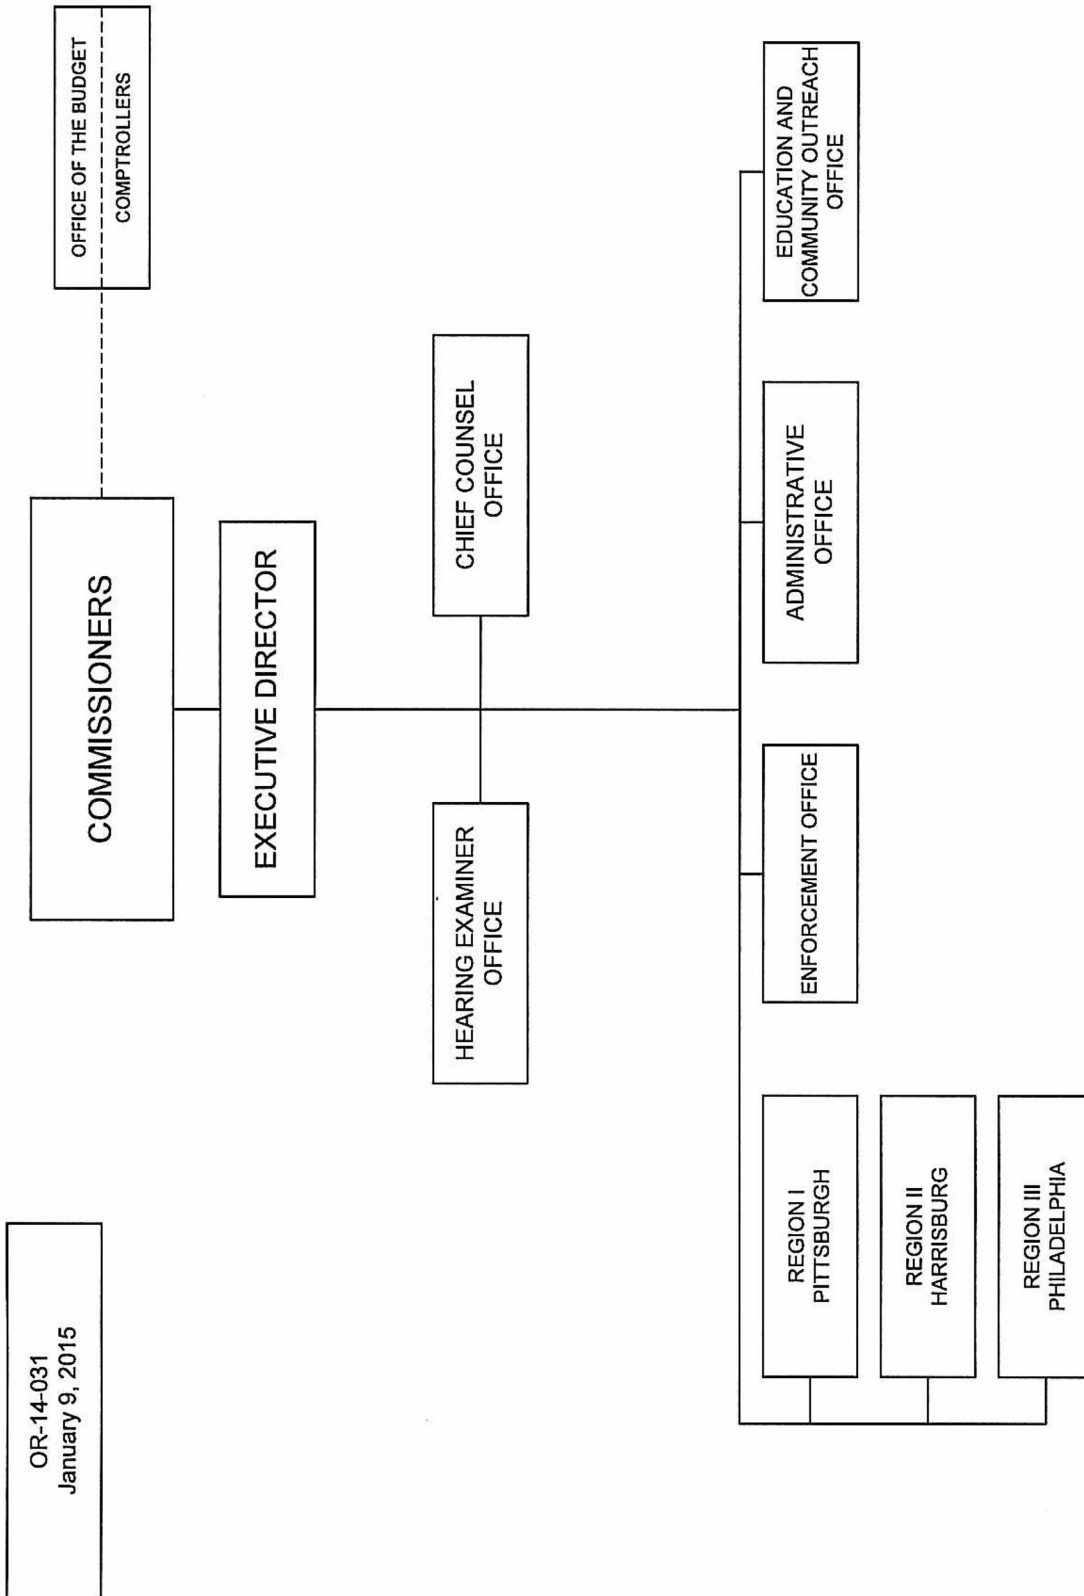 OR-14-031
January 9, 2015
OFFICE OF THE BUDGET
COMPTROLLERS
COMMISSIONERS
EXECUTIVE DIRECTOR
HEARING EXAMINER
OFFICE
CHIEF COUNSEL
OFFICE
REGION I
PITTSBURGH
REGION II
HARRISBURG
REGION III
PHILADELPHIA
ENFORCEMENT OFFICE
ADMINISTRATIVE
OFFICE
EDUCATION AND
COMMUNITY OUTREACH
OFFICE